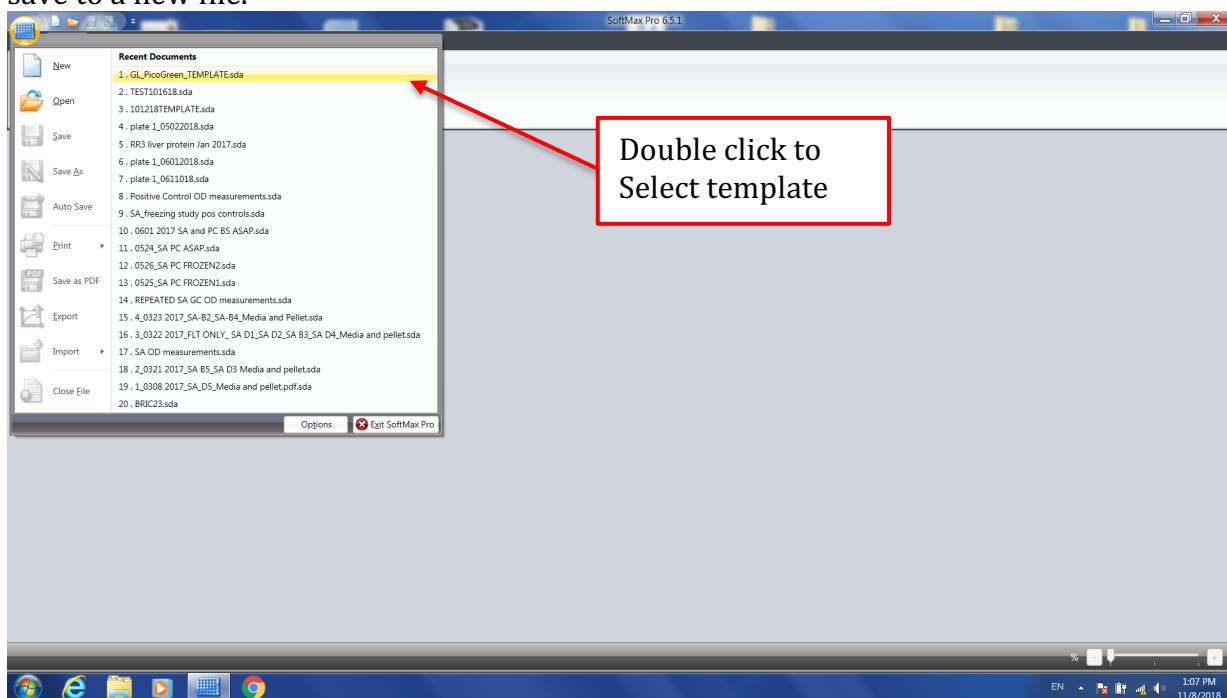 save to a new file.
SoftMax Pro 6.5.1
New
Open
Save
Save As
Auto Save
Print
Save as PDF
Export
Import
Close File
Recent Documents
1 . GL_PicoGreen_TEMPLATE.sda
2 . TEST101618.sda
3 . 101218TEMPLATE.sda
4 . plate 1_05022018.sda
5 . RR3 liver protein Jan 2017.sda
6 . plate 1_06012018.sda
7 . plate 1_0611018.sda
8 . Positive Control OD measurements.sda
9 . SA_freezing study pos controls.sda
10 . 0601 2017 SA and PC BS ASAP.sda
11 . 0524_SA PC ASAP.sda
12 . 0526_SA PC FROZEN2.sda
13 . 0525_SA PC FROZEN1.sda
14 . REPEATED SA GC OD measurements.sda
15 . 4_0323 2017_SA-B2_SA-B4_Media and Pellet.sda
16 . 3_0322 2017_FLT ONLY_ SA D1_SA D2_SA B3_SA D4_Media and pellet.sda
17 . SA OD measurements.sda
18 . 2_0321 2017_SA B5_SA D3 Media and pellet.sda
19 . 1_0308 2017_SA_D5_Media and pellet.pdf.sda
20 . BRIC23.sda
Options
Exit SoftMax Pro
Double click to
Select template
%
EN
1:07 PM
11/8/2018